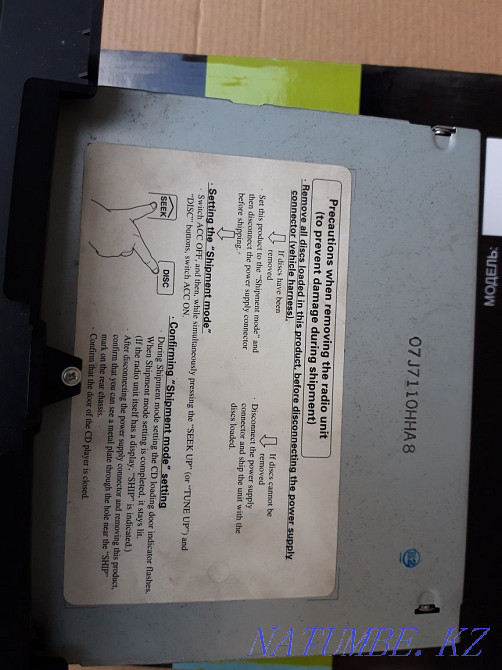 Precautions when removing the radio unit
(to prevent damage during shipment)
· Remove all discs loaded in this product, before disconnecting the power supply
connector (vehicle harness).
If discs have been
removed
· Set this product to the "Shipment mode" and
then disconnect the power supply connector
before shipping.
If discs cannot be
removed
· Disconnect the power supply
connector and ship the unit with the
discs loaded.
· Setting the "Shipment mode"
· Switch ACC OFF, and then, while simultaneously pressing the "SEEK UP" (or "TUNE UP") and
"DISC" buttons, switch ACC ON.
SEEK
DISC
· Confirming "Shipment mode" setting
· During Shipment mode setting the CD loading door indicator flashes.
When Shipment mode setting is completed, it stays lit.
(If the radio unit itself has a display, "SHIP" is indicated.)
· After disconnecting the power supply connector and removing this product,
confirm that you can see a metal plate through the hole near the "SHIP"
mark on the rear chassis.
· Confirm that the door of the CD player is closed.
07J7110HHA8
МОДЕЛЬ:
NATUMBE.KZ